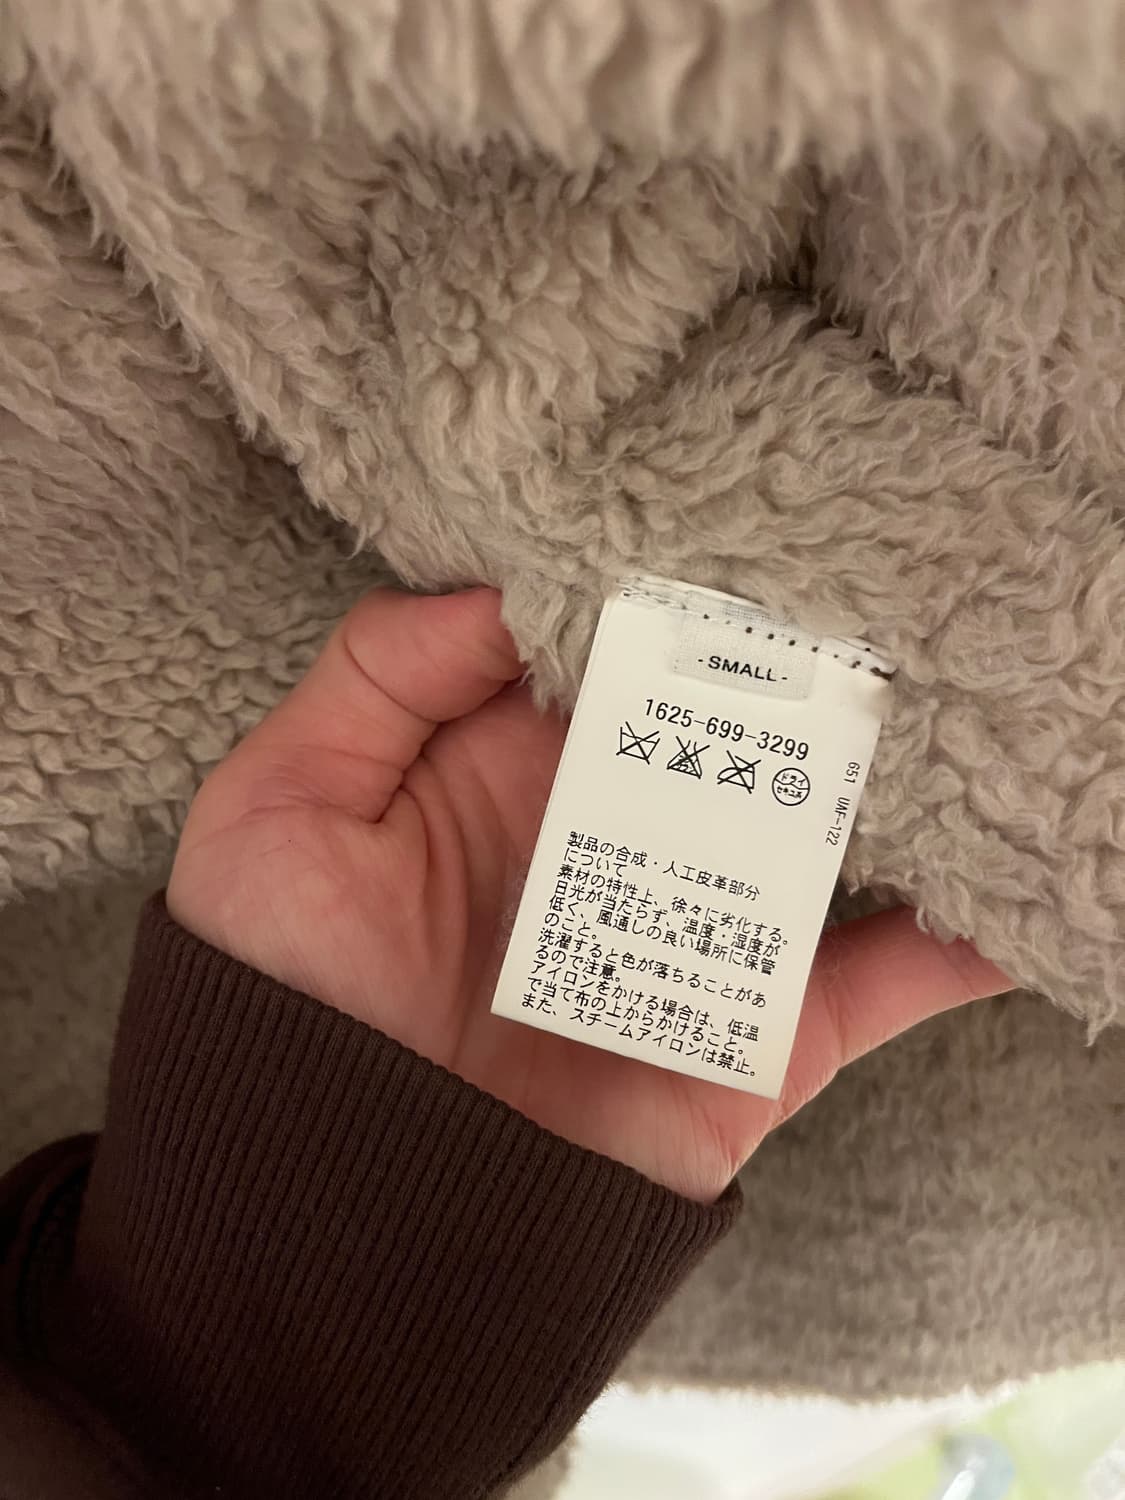 - SMALL -
1625-699-3299
ドライ
セキユ系
651 UAF-122
製品の合成・人工皮革部分
について
素材の特性上、徐々に劣化する。
日光が当たらず、温度・湿度が
低く、風通しの良い場所に保管
のこと。
洗濯すると色が落ちることがあ
るので注意。
アイロンをかける場合は、低温
で当て布の上からかけること。
また、スチームアイロンは禁止。